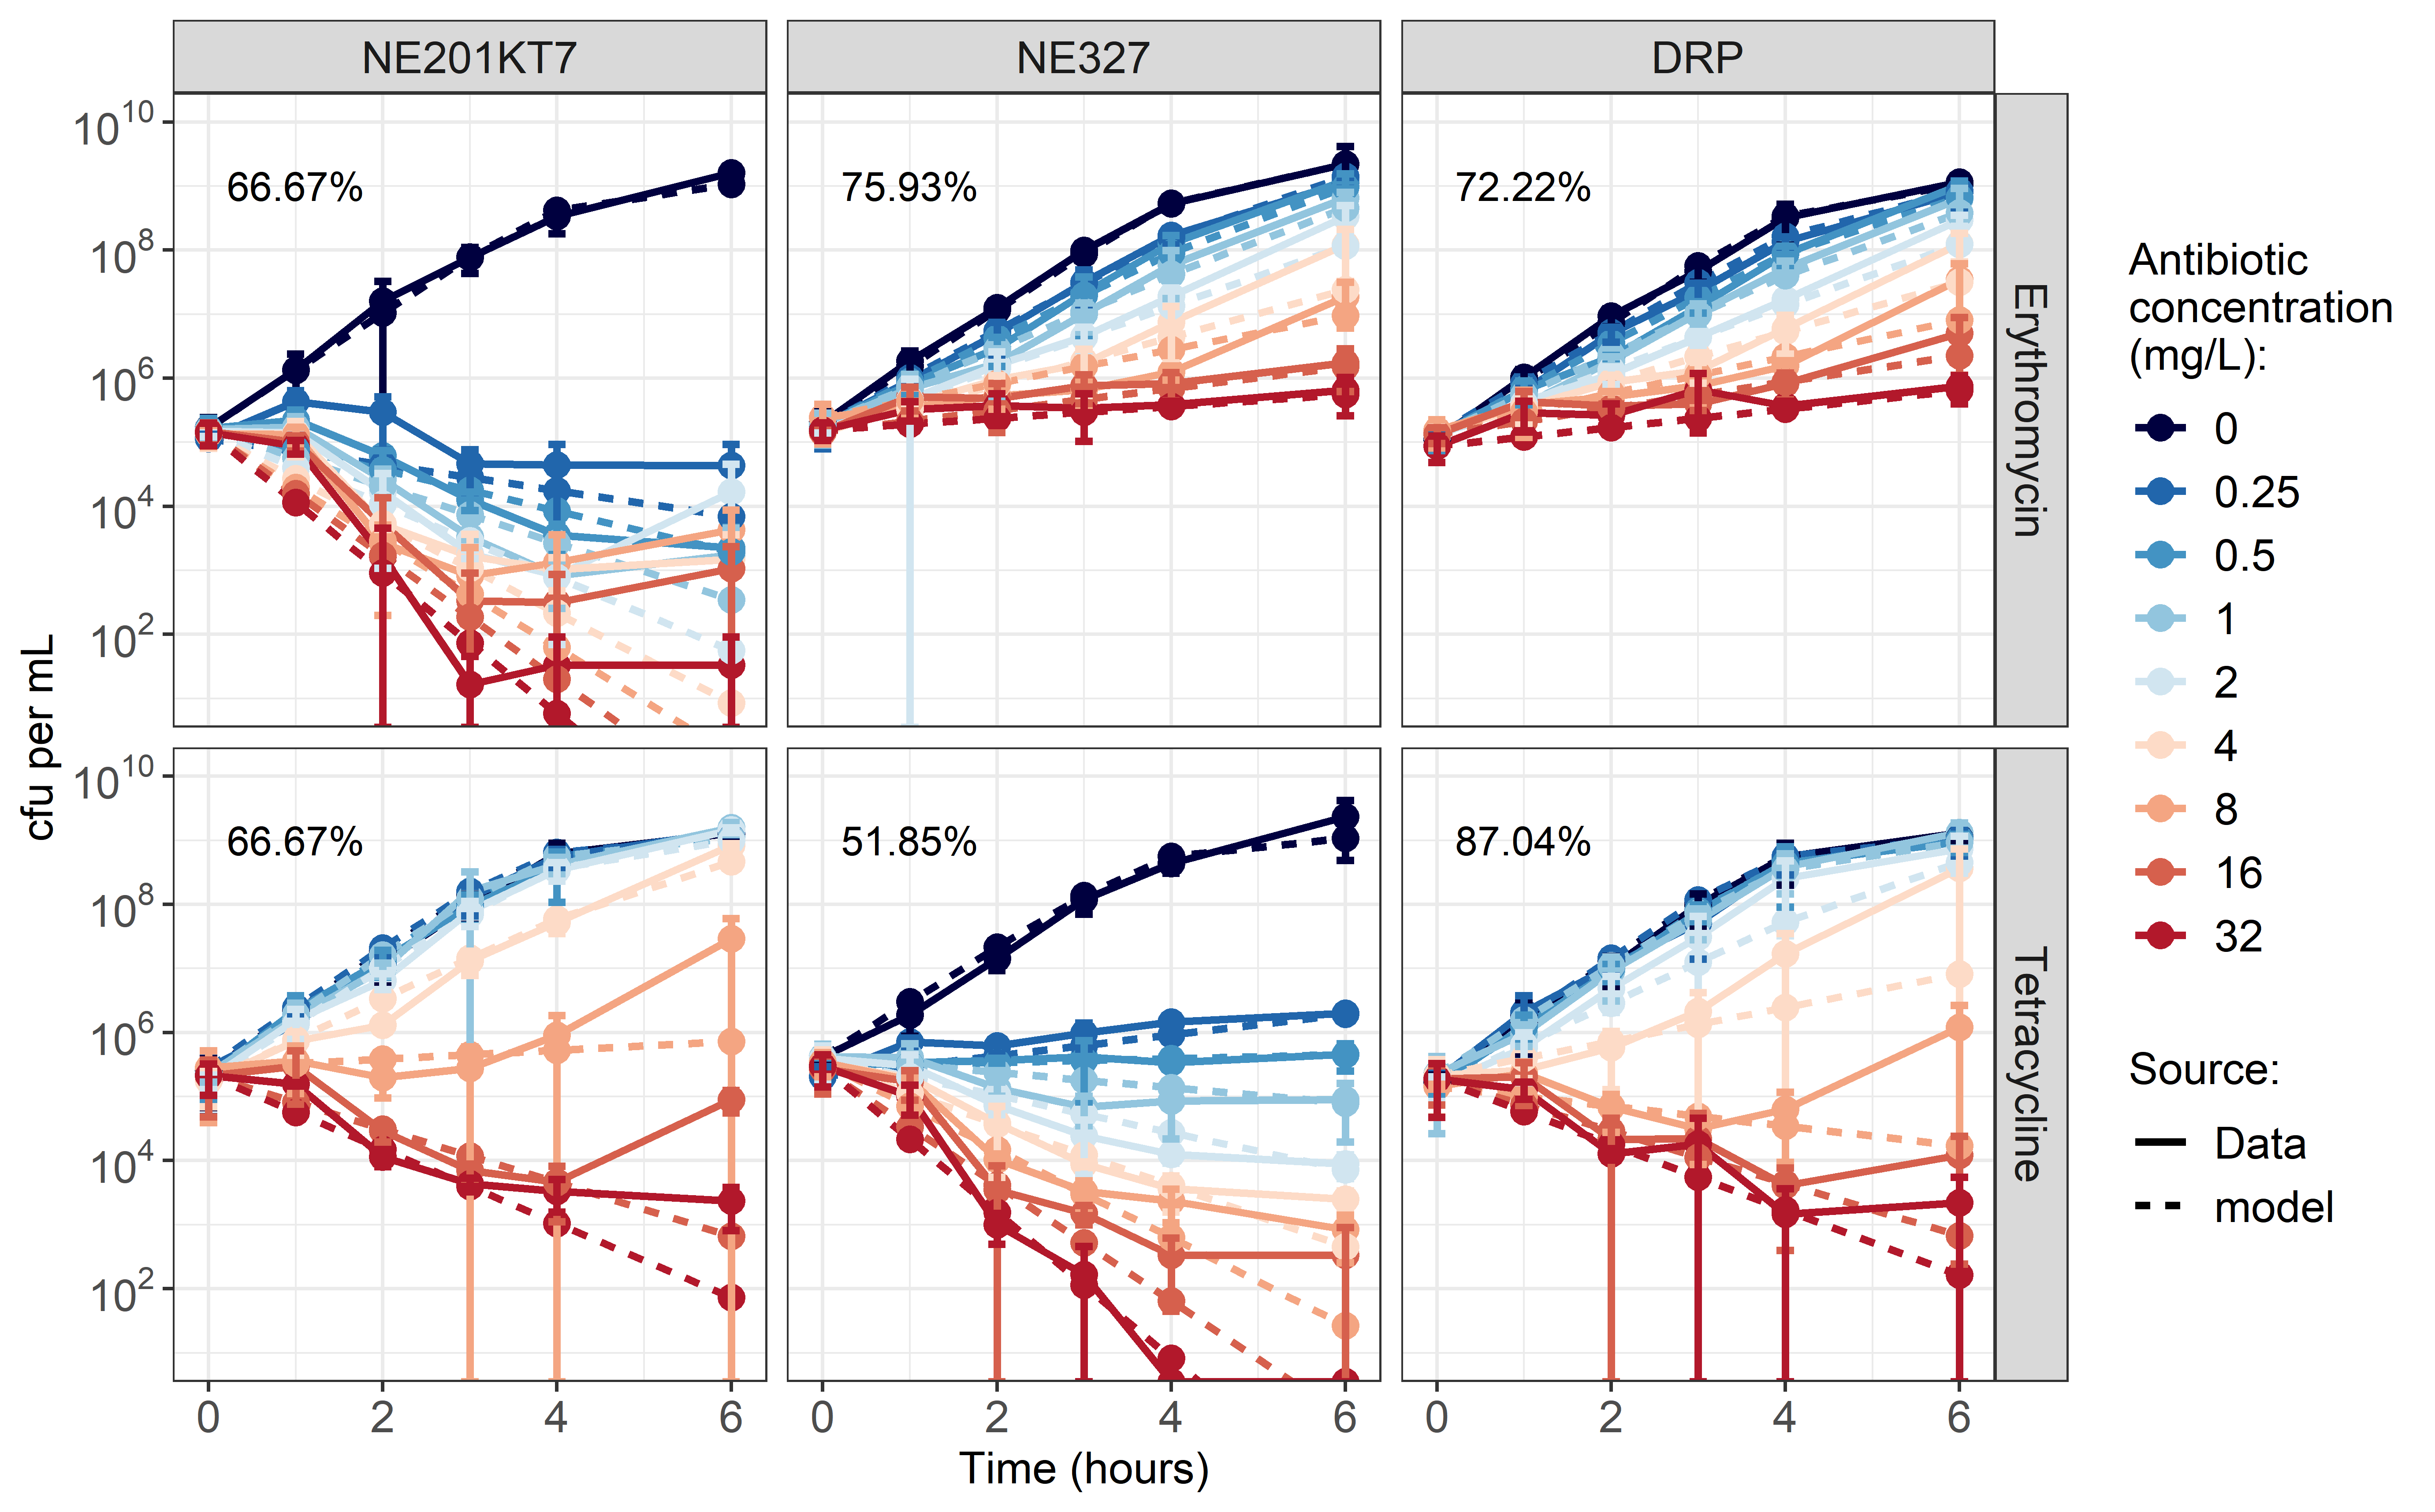 NE201KT7
NE327
DRP
Erythromycin
Tetracycline
cfu per mL
10^10
10^8
10^6
10^4
10^2
66.67%
75.93%
72.22%
10^10
10^8
10^6
10^4
10^2
66.67%
51.85%
87.04%
0
2
4
6
0
2
4
6
0
2
4
6
Time (hours)
Antibiotic
concentration
(mg/L):
0
0.25
0.5
1
2
4
8
16
32
Source:
Data
model